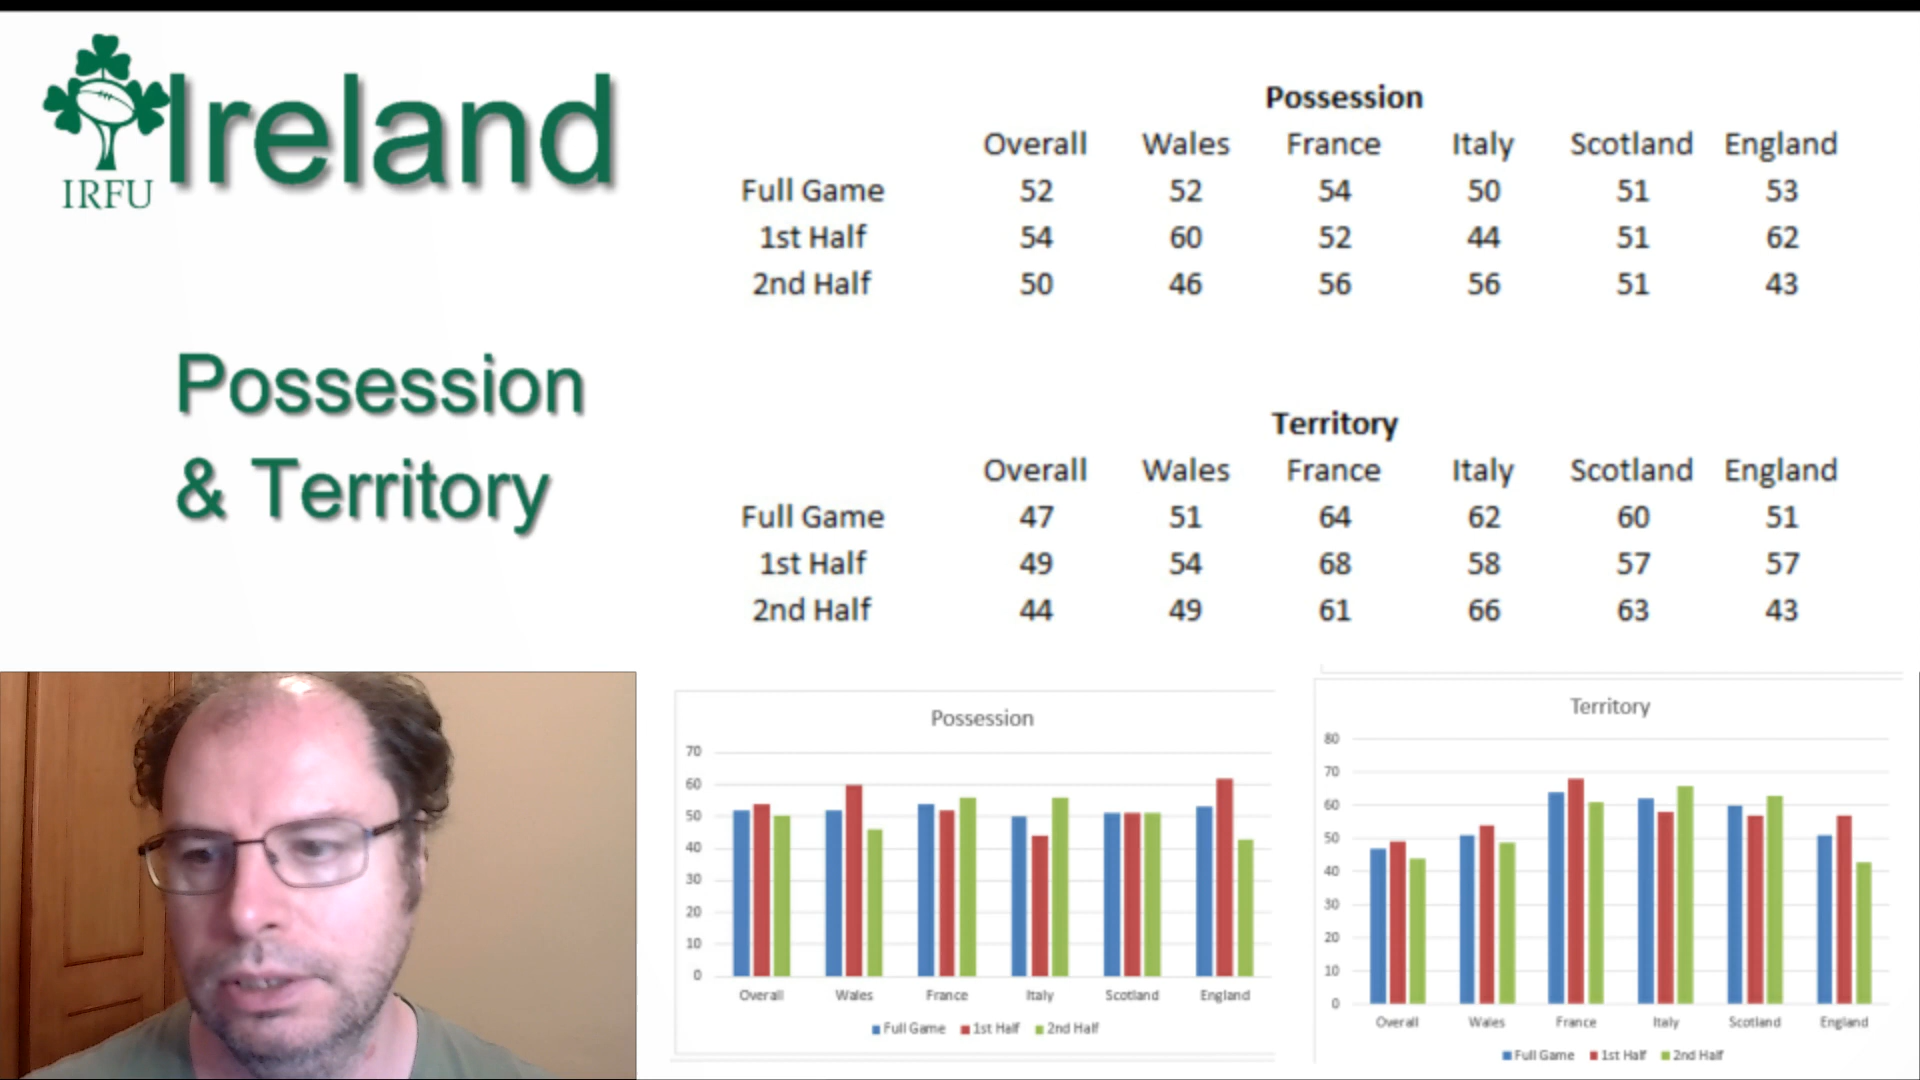 Ireland
IRFU
Possession
& Territory
Possession
Overall Wales France Italy Scotland England
Full Game 52 52 54 50 51 53
1st Half 54 60 52 44 51 62
2nd Half 50 46 56 56 51 43
Territory
Overall Wales France Italy Scotland England
Full Game 47 51 64 62 60 51
1st Half 49 54 68 58 57 57
2nd Half 44 49 61 66 63 43
Possession
70
60
50
40
30
20
10
0
Overall Wales France Italy Scotland England
Full Game 1st Half 2nd Half
Territory
80
70
60
50
40
30
20
10
0
Overall Wales France Italy Scotland England
Full Game 1st Half 2nd Half